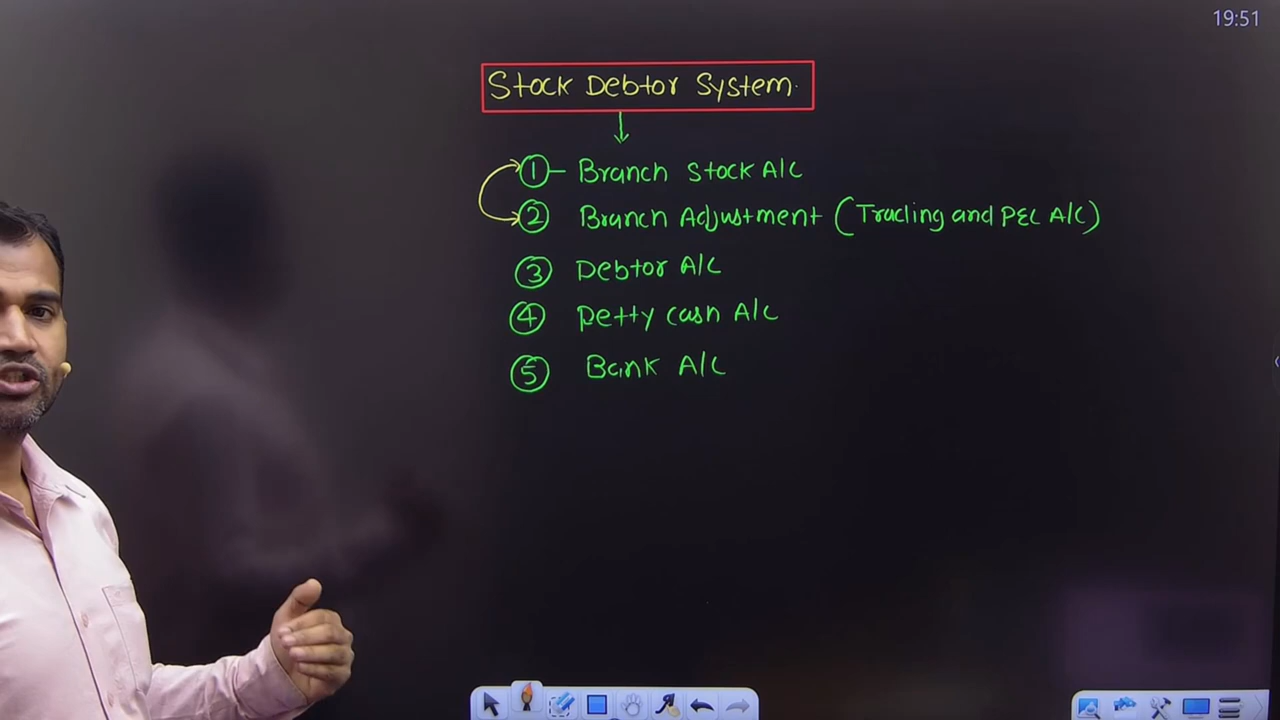 19:51
Stock Debtor System.
① Branch Stock A/C
② Branch Adjustment (Trading and P&L A/C)
③ Debtor A/C
④ Petty cash A/C
⑤ Bank A/C